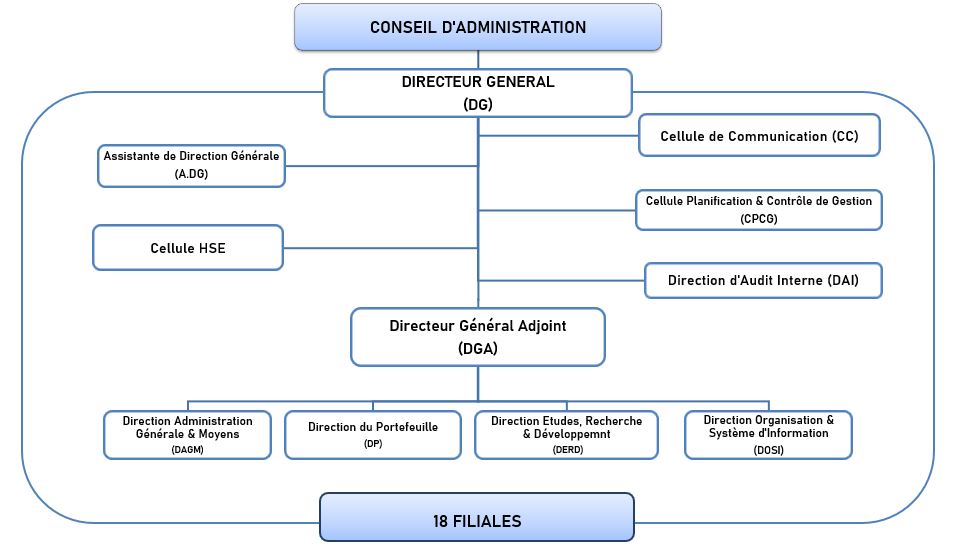 CONSEIL D'ADMINISTRATION
DIRECTEUR GENERAL
(DG)
Cellule de Communication (CC)
Assistante de Direction Générale
(A.DG)
Cellule Planification & Contrôle de Gestion
(CPCG)
Cellule HSE
Direction d'Audit Interne (DAI)
Directeur Général Adjoint
(DGA)
Direction Administration
Générale & Moyens
(DAGM)
Direction du Portefeuille
(DP)
Direction Etudes, Recherche
& Développemnt
(DERD)
Direction Organisation &
Système d'Information
(DOSI)
18 FILIALES